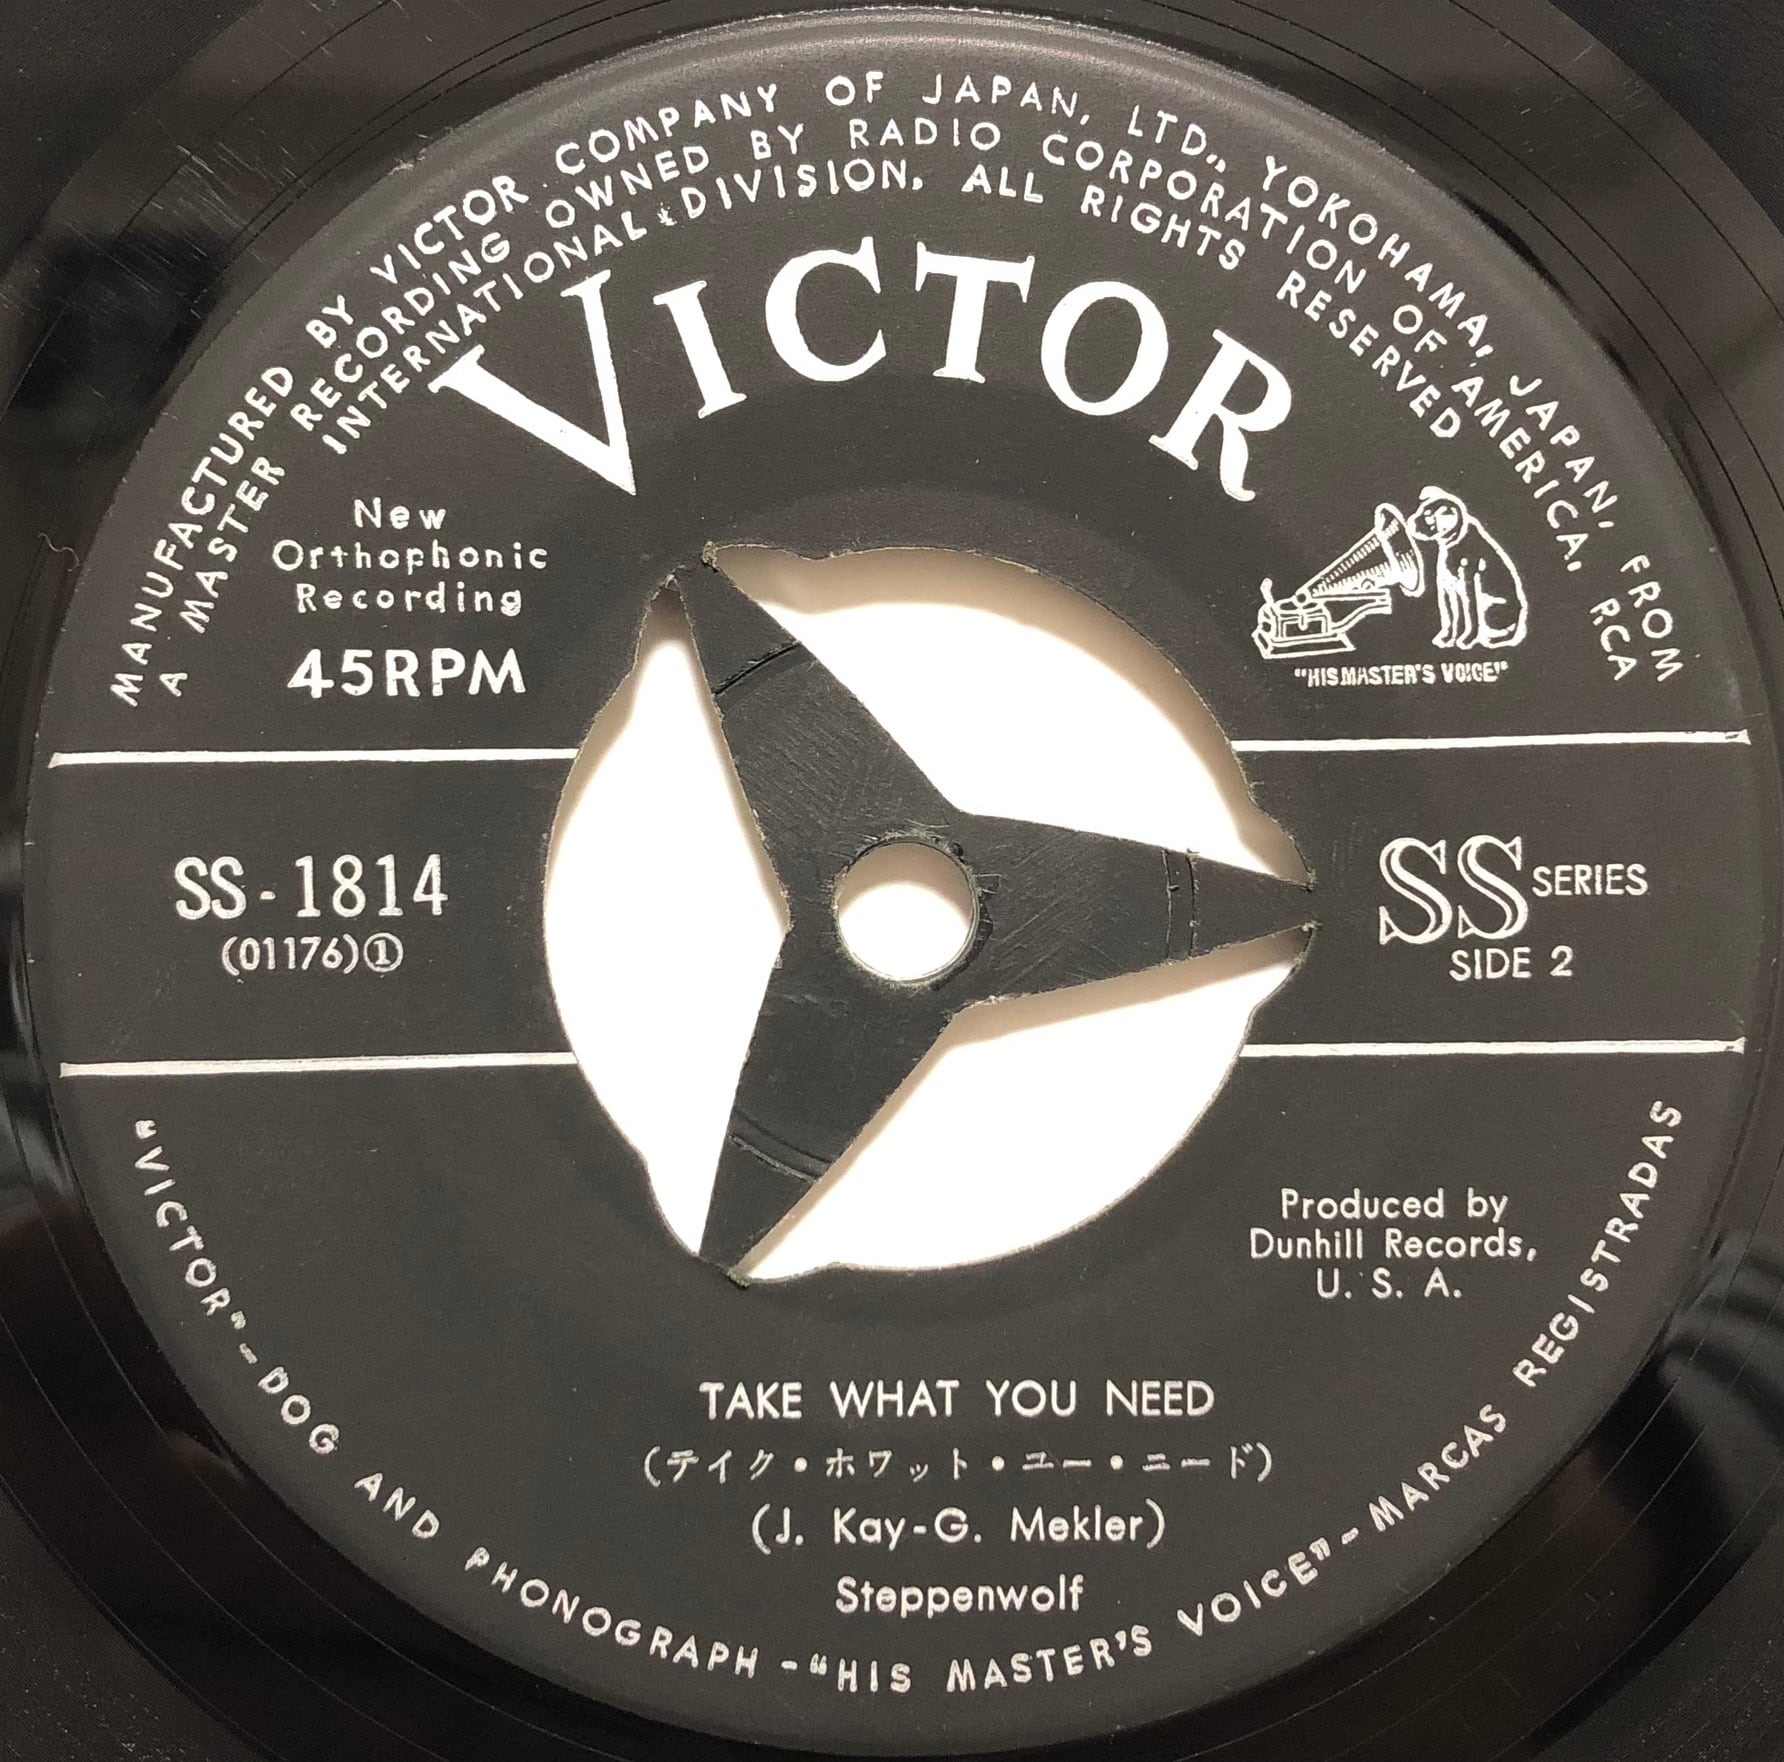 MANUFACTURED BY VICTOR COMPANY OF JAPAN, LTD., YOKOHAMA, JAPAN, FROM
A MASTER RECORDING OWNED BY RADIO CORPORATION OF AMERICA, RCA
INTERNATIONAL DIVISION. ALL RIGHTS RESERVED
VICTOR
New
Orthophonic
Recording
45RPM
"HIS MASTER'S VOICE"
SS-1814
(01176)①
SS SERIES
SIDE 2
Produced by
Dunhill Records,
U. S. A.
TAKE WHAT YOU NEED
(テイク・ホワット・ユー・ニード)
(J. Kay-G. Mekler)
Steppenwolf
"VICTOR"-DOG AND PHONOGRAPH-"HIS MASTER'S VOICE"-MARCAS REGISTRADAS